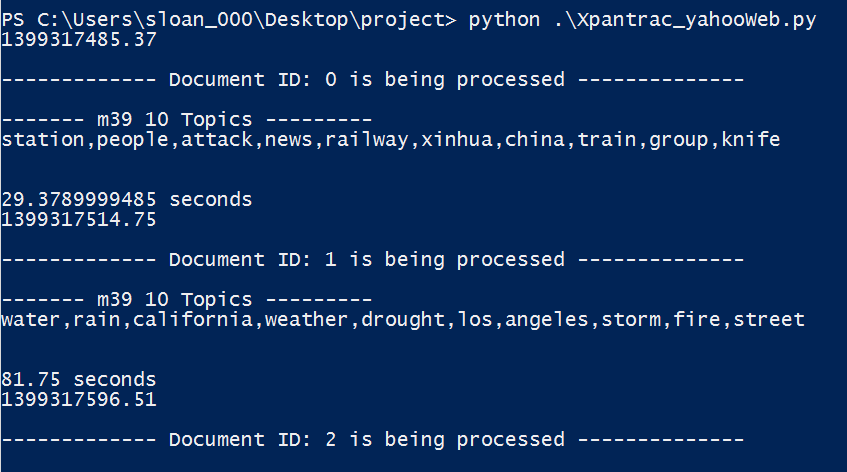 PS C:\Users\sloan_000\Desktop\project> python .\Xpantrac_yahooWeb.py
1399317485.37
------------- Document ID: 0 is being processed --------------
------- m39 10 Topics ---------
station,people,attack,news,railway,xinhua,china,train,group,knife
29.3789999485 seconds
1399317514.75
------------- Document ID: 1 is being processed --------------
------- m39 10 Topics ---------
water,rain,california,weather,drought,los,angeles,storm,fire,street
81.75 seconds
1399317596.51
------------- Document ID: 2 is being processed --------------